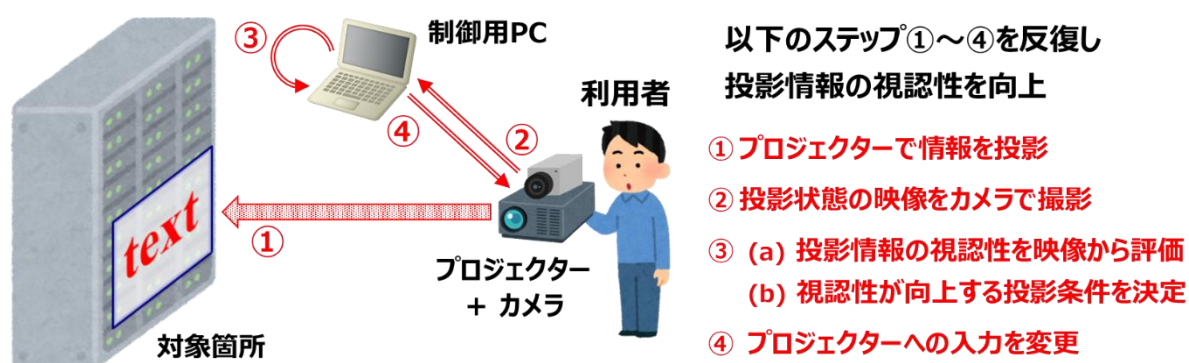 ③
制御用PC
利用者
④
②
text
①
プロジェクター
+ カメラ
対象箇所
以下のステップ①～④を反復し
投影情報の視認性を向上
① プロジェクターで情報を投影
② 投影状態の映像をカメラで撮影
③ (a) 投影情報の視認性を映像から評価
(b) 視認性が向上する投影条件を決定
④ プロジェクターへの入力を変更